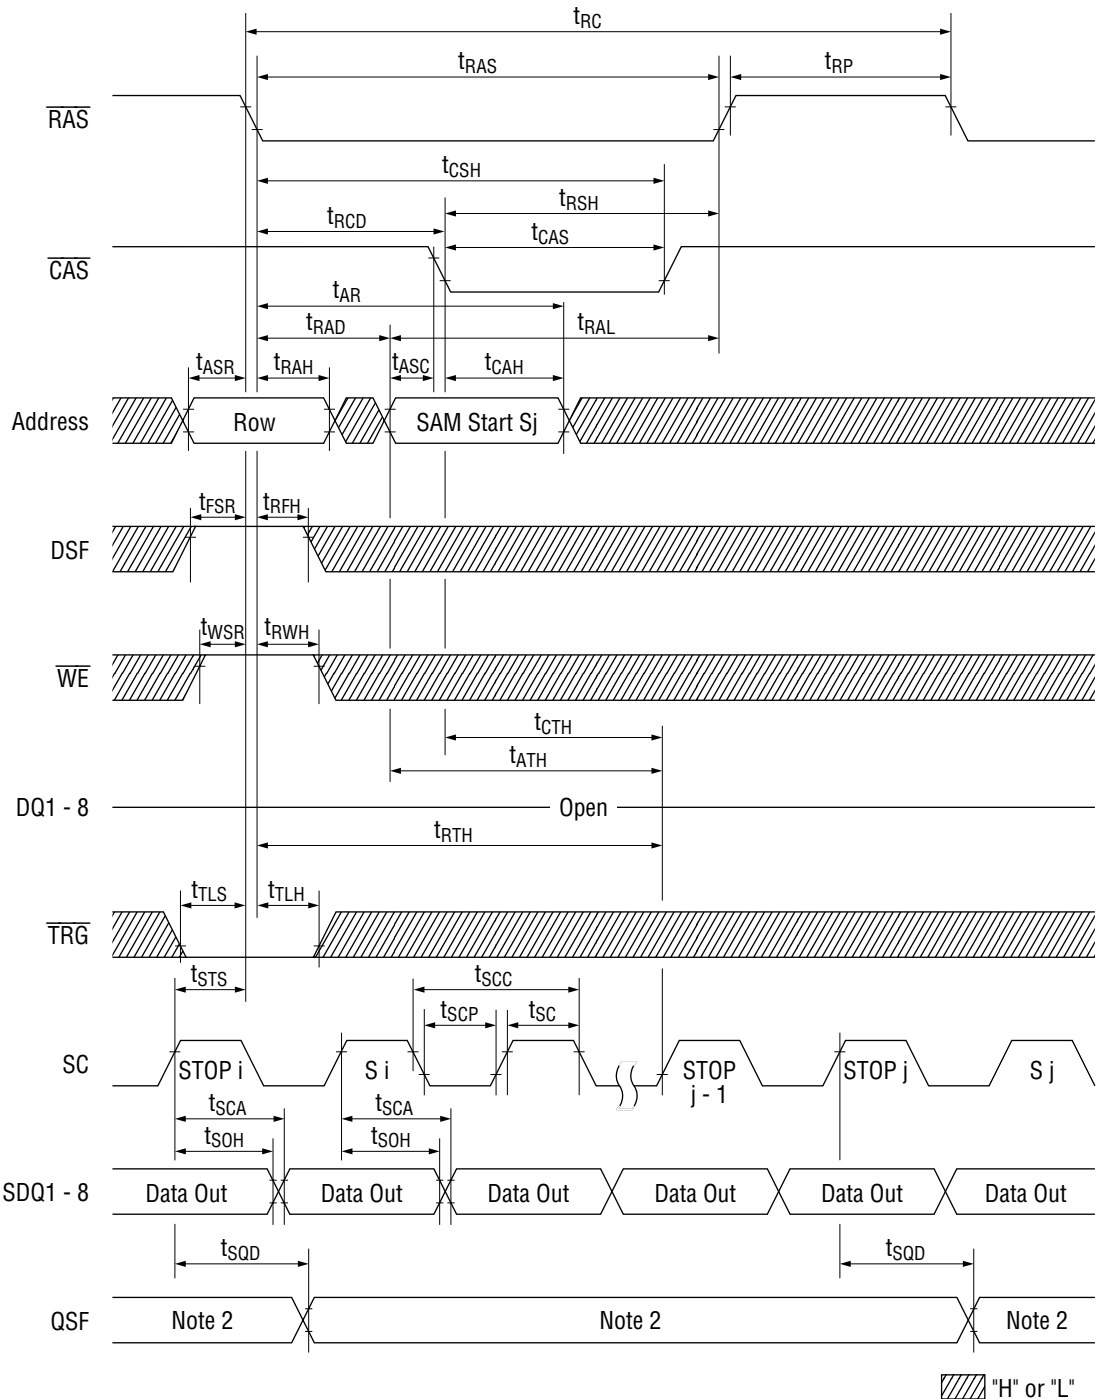 tRC
tRAS
tRP
RAS
tCSH
tRSH
tRCD
tCAS
CAS
tAR
tRAD
tRAL
tASR
tRAH
tASC
tCAH
Address
Row
SAM Start Sj
tFSR
tRFH
DSF
tWSR
tRWH
WE
tCTH
tATH
DQ1 - 8
Open
tRTH
tTLS
tTLH
TRG
tSTS
tSCC
tSCP
tSC
SC
STOP i
S i
STOP
j - 1
STOP j
S j
tSCA
tSCA
tSOH
tSOH
SDQ1 - 8
Data Out
Data Out
Data Out
Data Out
Data Out
Data Out
tSQD
tSQD
QSF
Note 2
Note 2
Note 2
"H" or "L"